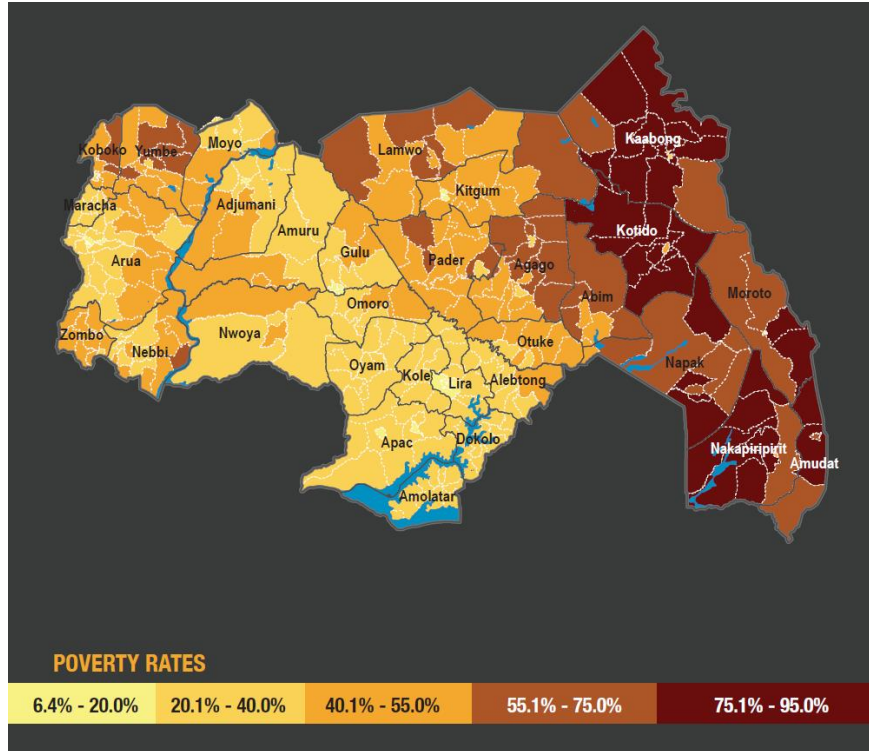 Kaabong
Koboko
Yumbe
Moyo
Lamwo
Kitgum
Maracha
Adjumani
Amuru
Kotido
Arua
Gulu
Pader
Agago
Moroto
Omoro
Abim
Zombo
Nebbi
Nwoya
Otuke
Napak
Oyam
Kole
Lira
Alebtong
Apac
Dokolo
Nakapiripirit
Amudat
Amolatar
POVERTY RATES
6.4% - 20.0%
20.1% - 40.0%
40.1% - 55.0%
55.1% - 75.0%
75.1% - 95.0%